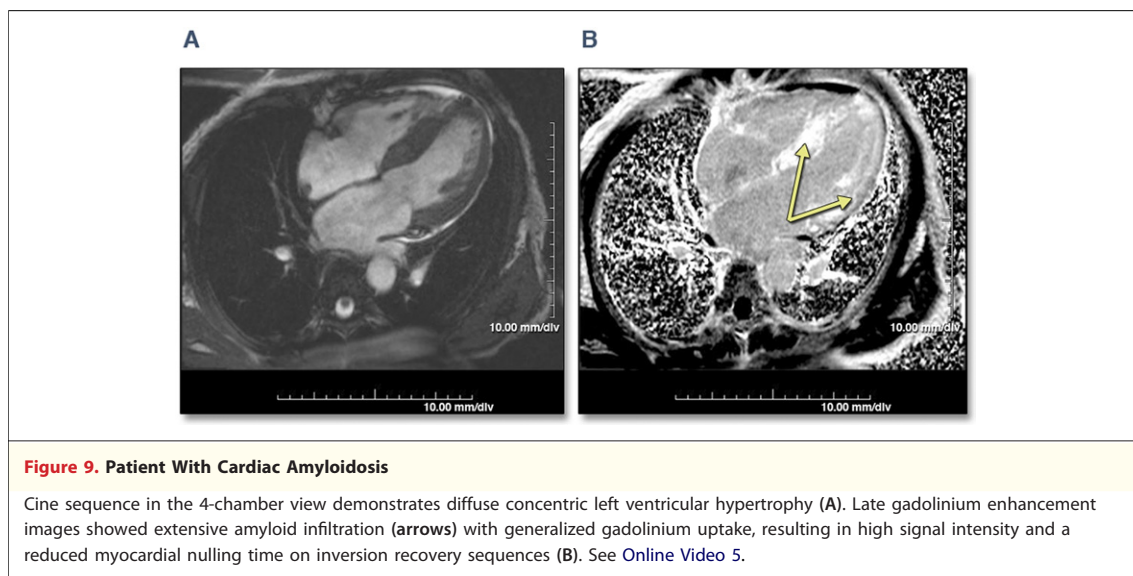 A
B
10.00 mm/div
10.00 mm/div
10.00 mm/div
10.00 mm/div
Figure 9. Patient With Cardiac Amyloidosis
Cine sequence in the 4-chamber view demonstrates diffuse concentric left ventricular hypertrophy (A). Late gadolinium enhancement
images showed extensive amyloid infiltration (arrows) with generalized gadolinium uptake, resulting in high signal intensity and a
reduced myocardial nulling time on inversion recovery sequences (B). See Online Video 5.